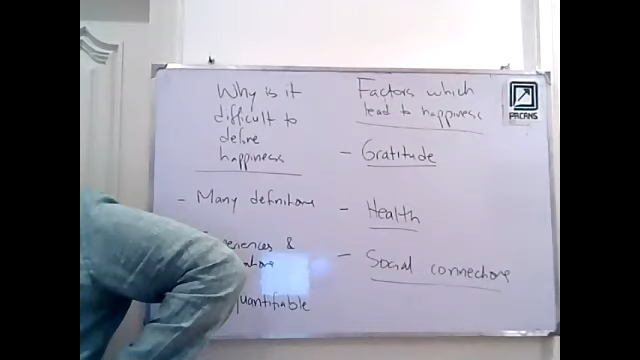 Why is it
difficult to
define
happiness
- Many definitions
&
quantifiable
Factors which
lead to happiness
- Gratitude
- Health
- Social connections
PACANS